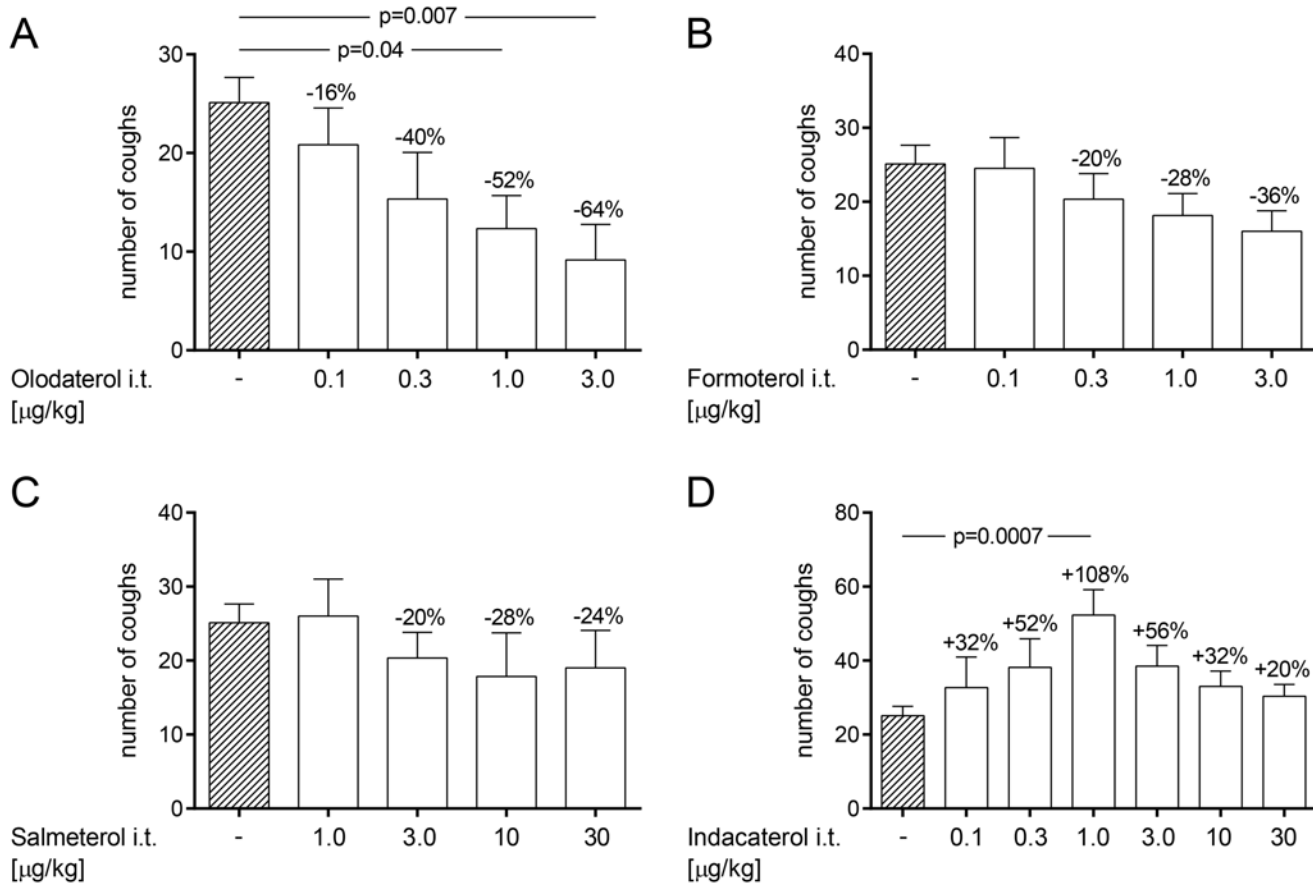 A
p=0.007
p=0.04
number of coughs
30
20
10
0
-16%
-40%
-52%
-64%
Olodaterol i.t. - 0.1 0.3 1.0 3.0
[µg/kg]
B
number of coughs
40
30
20
10
0
-20%
-28%
-36%
Formoterol i.t. - 0.1 0.3 1.0 3.0
[µg/kg]
C
number of coughs
40
30
20
10
0
-20%
-28%
-24%
Salmeterol i.t. - 1.0 3.0 10 30
[µg/kg]
D
p=0.0007
number of coughs
80
60
40
20
0
+32%
+52%
+108%
+56%
+32%
+20%
Indacaterol i.t. - 0.1 0.3 1.0 3.0 10 30
[µg/kg]